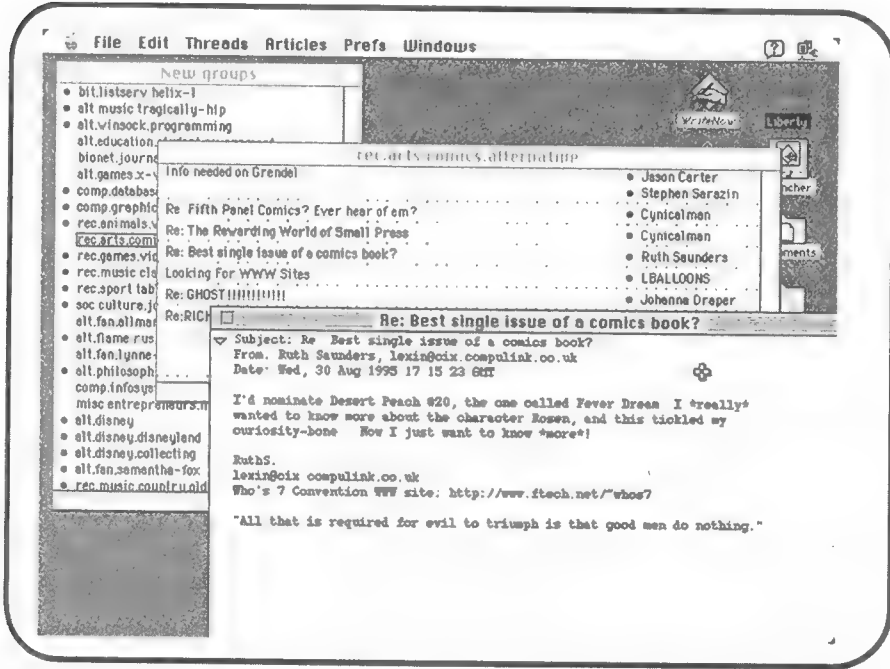 File Edit Threads Articles Prefs Windows
New groups
bit.listserv helix-l
alt music tragically-hip
alt.winsock.programming
alt.education
bionet.journa
alt.games.x-
comp.databas
comp.graphic
rec.animals.
rec.arts.comi
rec.games.vid
rec.music cla
rec.sport tab
soc culture.j
alt.fan.allmar
alt.flame rus
alt.fan.lynne-
alt.philosoph
comp.infosys
misc entrepreneurs.m
alt.disney
alt.disney.disneyland
alt.disney.collecting
alt.fan.samantha-fox
rec.music.country.old
WriteNow
Liberty
ncher
ments
rec.arts.comics.alternative
Info needed on Grendel
Jason Carter
Stephen Sarazin
Re Fifth Panel Comics? Ever hear of em?
Cynicalman
Re: The Rewarding World of Small Press
Cynicalman
Re: Best single issue of a comics book?
Ruth Saunders
Looking For WWW Sites
LBALLOONS
Re: GHOST!!!!!!!!!!!!
Johanna Draper
Re:RICH
Re: Best single issue of a comics book?
Subject: Re Best single issue of a comics book?
From. Ruth Saunders, lexin@cix.compulink.co.uk
Date: Wed, 30 Aug 1995 17 15 23 GMT
I'd nominate Desert Peach #20, the one called Fever Dream I *really*
wanted to know more about the character Rosen, and this tickled my
curiosity-bone Now I just want to know *more*!
RuthS.
lexin@cix compulink.co.uk
Who's 7 Convention WWW site: http://www.ftech.net/~whos7
"All that is required for evil to triumph is that good men do nothing."